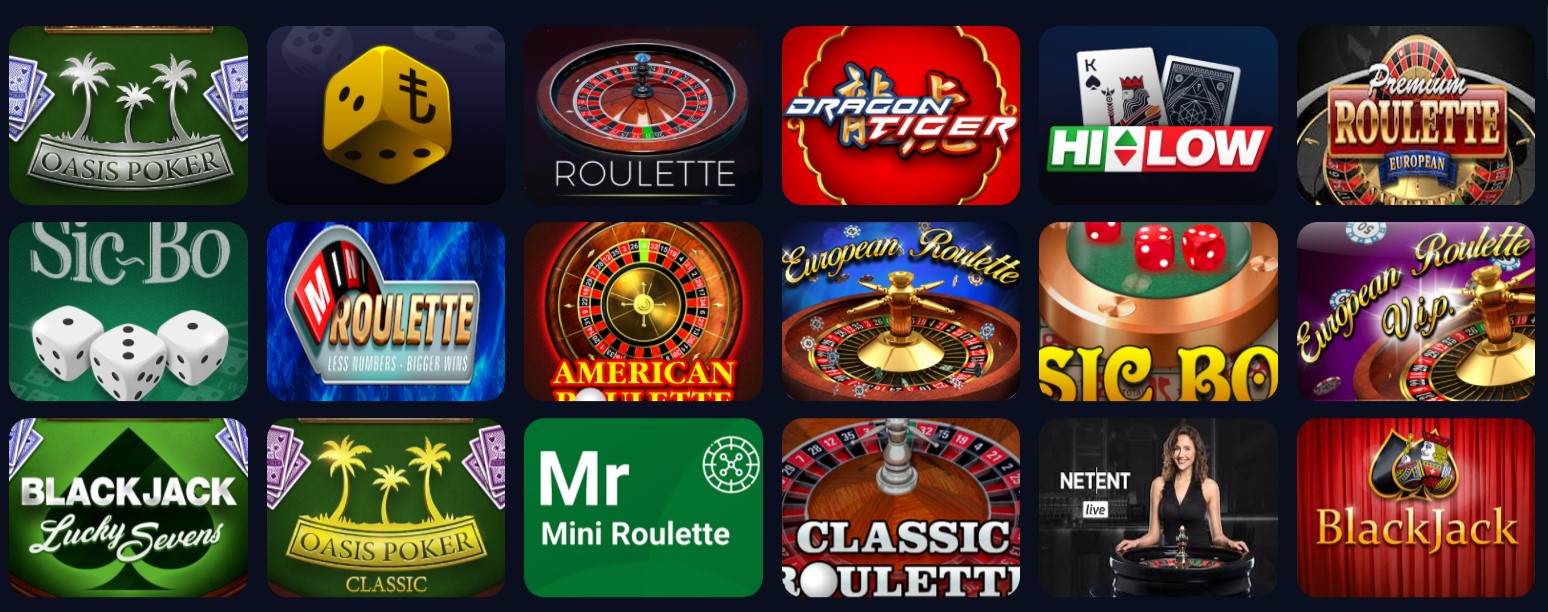 OASIS POKER
₺
ROULETTE
龍虎
DRAGON
TIGER
K
HI LOW
Premium
ROULETTE
EUROPEAN
Sic-Bo
MINI
ROULETTE
LESS NUMBERS - BIGGER WINS
AMERICAN
ROULETTE
European Roulette
SIC BO
European Roulette
V.i.p.
BLACKJACK
Lucky Sevens
OASIS POKER
CLASSIC
Mr
Mini Roulette
CLASSIC
ROULETTE
NETENT
live
BlackJack